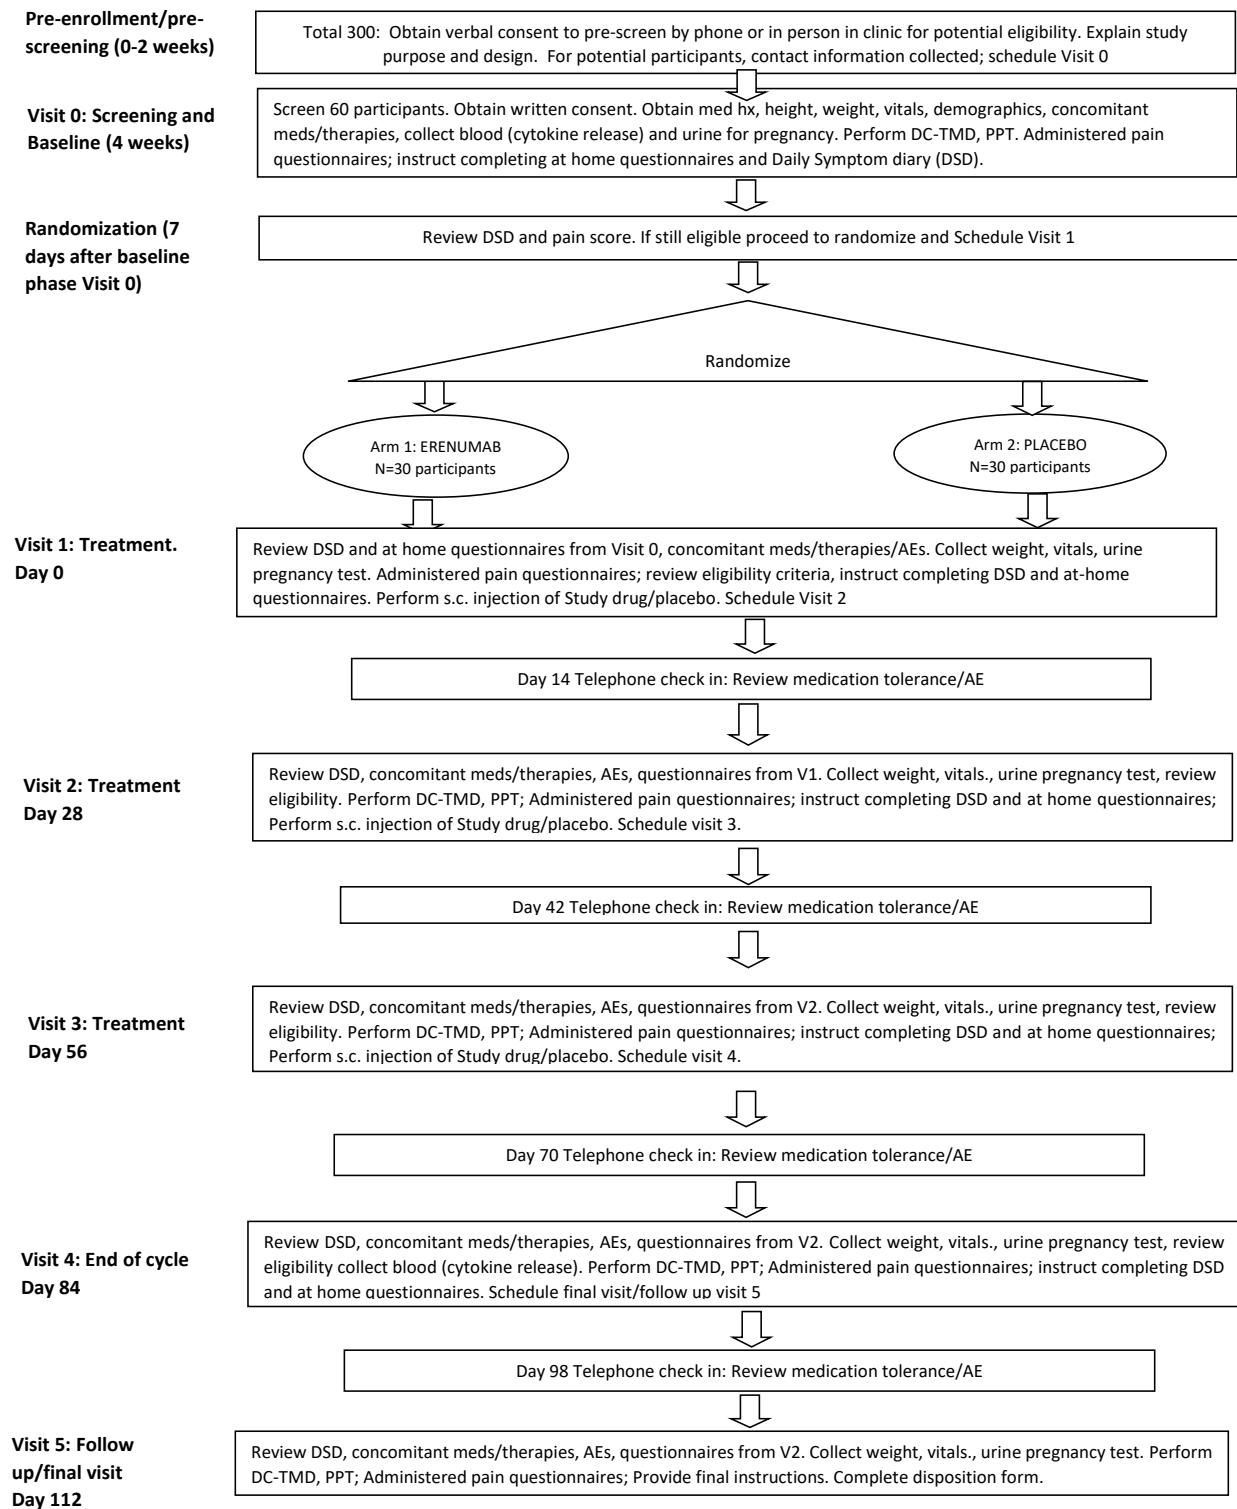 Pre-enrollment/pre-
screening (0-2 weeks)
Total 300:  Obtain verbal consent to pre-screen by phone or in person in clinic for potential eligibility. Explain study
purpose and design.  For potential participants, contact information collected; schedule Visit 0
Visit 0: Screening and
Baseline (4 weeks)
Screen 60 participants. Obtain written consent. Obtain med hx, height, weight, vitals, demographics, concomitant
meds/therapies, collect blood (cytokine release) and urine for pregnancy. Perform DC-TMD, PPT. Administered pain
questionnaires; instruct completing at home questionnaires and Daily Symptom diary (DSD).
Randomization (7
days after baseline
phase Visit 0)
Review DSD and pain score. If still eligible proceed to randomize and Schedule Visit 1
Randomize
Arm 1: ERENUMAB
N=30 participants
Arm 2: PLACEBO
N=30 participants
Visit 1: Treatment.
Day 0
Review DSD and at home questionnaires from Visit 0, concomitant meds/therapies/AEs. Collect weight, vitals, urine
pregnancy test. Administered pain questionnaires; review eligibility criteria, instruct completing DSD and at-home
questionnaires. Perform s.c. injection of Study drug/placebo. Schedule Visit 2
Day 14 Telephone check in: Review medication tolerance/AE
Visit 2: Treatment
Day 28
Review DSD, concomitant meds/therapies, AEs, questionnaires from V1. Collect weight, vitals., urine pregnancy test, review
eligibility. Perform DC-TMD, PPT; Administered pain questionnaires; instruct completing DSD and at home questionnaires;
Perform s.c. injection of Study drug/placebo. Schedule visit 3.
Day 42 Telephone check in: Review medication tolerance/AE
Visit 3: Treatment
Day 56
Review DSD, concomitant meds/therapies, AEs, questionnaires from V2. Collect weight, vitals., urine pregnancy test, review
eligibility. Perform DC-TMD, PPT; Administered pain questionnaires; instruct completing DSD and at home questionnaires;
Perform s.c. injection of Study drug/placebo. Schedule visit 4.
Day 70 Telephone check in: Review medication tolerance/AE
Visit 4: End of cycle
Day 84
Review DSD, concomitant meds/therapies, AEs, questionnaires from V2. Collect weight, vitals., urine pregnancy test, review
eligibility collect blood (cytokine release). Perform DC-TMD, PPT; Administered pain questionnaires; instruct completing DSD
and at home questionnaires. Schedule final visit/follow up visit 5
Day 98 Telephone check in: Review medication tolerance/AE
Visit 5: Follow
up/final visit
Day 112
Review DSD, concomitant meds/therapies, AEs, questionnaires from V2. Collect weight, vitals., urine pregnancy test. Perform
DC-TMD, PPT; Administered pain questionnaires; Provide final instructions. Complete disposition form.